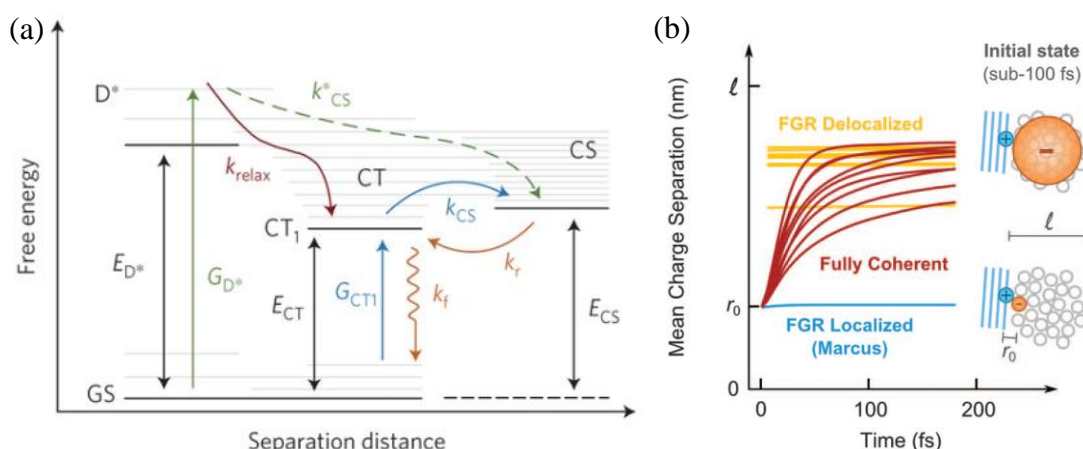 (a)
Free energy
D*
k*CS
CS
krelax
CT
kCS
CT1
kr
ED*
GD*
ECT
GCT1
kf
ECS
GS
Separation distance
(b)
Mean Charge Separation (nm)
ℓ
r0
0
FGR Delocalized
Fully Coherent
FGR Localized
(Marcus)
0
100
200
Time (fs)
Initial state
(sub-100 fs)
+
−
ℓ
+
-
r0